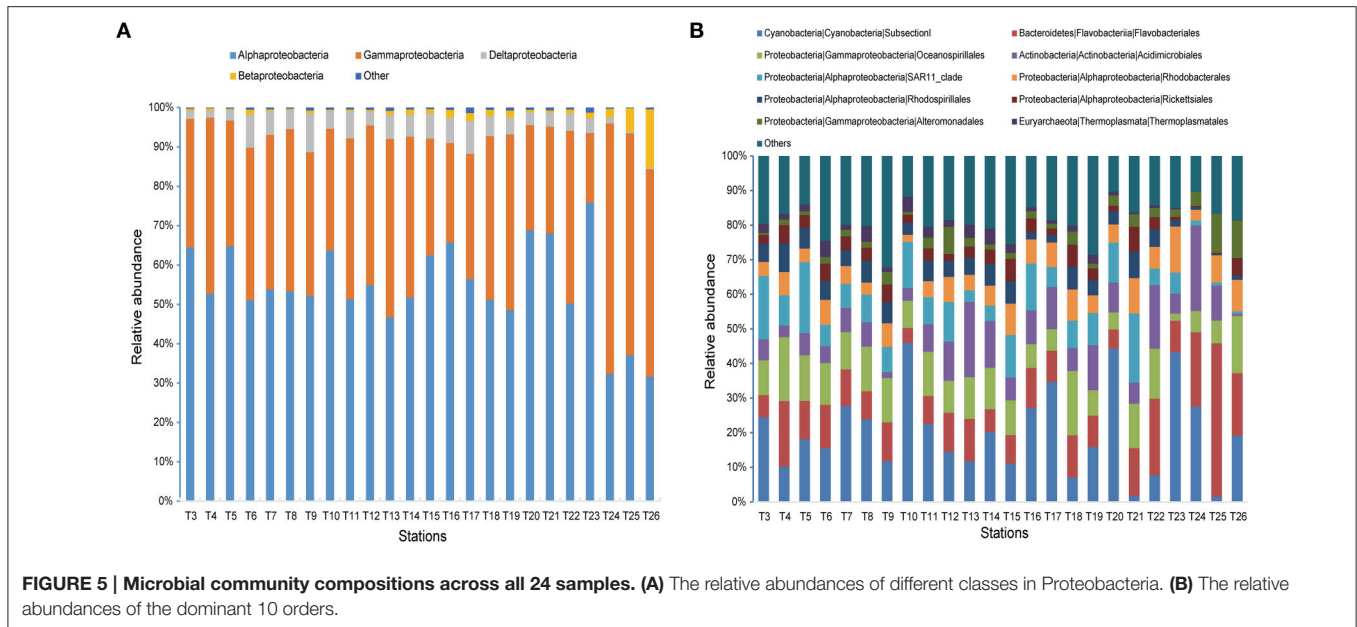 A
Alphaproteobacteria Gammaproteobacteria Deltaproteobacteria
Betaproteobacteria Other
100%
90%
80%
70%
60%
50%
40%
30%
20%
10%
0%
Relative abundance
T3 T4 T5 T6 T7 T8 T9 T10 T11 T12 T13 T14 T15 T16 T17 T18 T19 T20 T21 T22 T23 T24 T25 T26
Stations
B
Cyanobacteria|Cyanobacteria|SubsectionI Bacteroidetes|Flavobacteriia|Flavobacteriales
Proteobacteria|Gammaproteobacteria|Oceanospirillales Actinobacteria|Actinobacteria|Acidimicrobiales
Proteobacteria|Alphaproteobacteria|SAR11_clade Proteobacteria|Alphaproteobacteria|Rhodobacterales
Proteobacteria|Alphaproteobacteria|Rhodospirillales Proteobacteria|Alphaproteobacteria|Rickettsiales
Proteobacteria|Gammaproteobacteria|Alteromonadales Euryarchaeota|Thermoplasmata|Thermoplasmatales
Others
100%
90%
80%
70%
60%
50%
40%
30%
20%
10%
0%
Relative abundance
T3 T4 T5 T6 T7 T8 T9 T10 T11 T12 T13 T14 T15 T16 T17 T18 T19 T20 T21 T22 T23 T24 T25 T26
Stations
FIGURE 5 | Microbial community compositions across all 24 samples. (A) The relative abundances of different classes in Proteobacteria. (B) The relative
abundances of the dominant 10 orders.